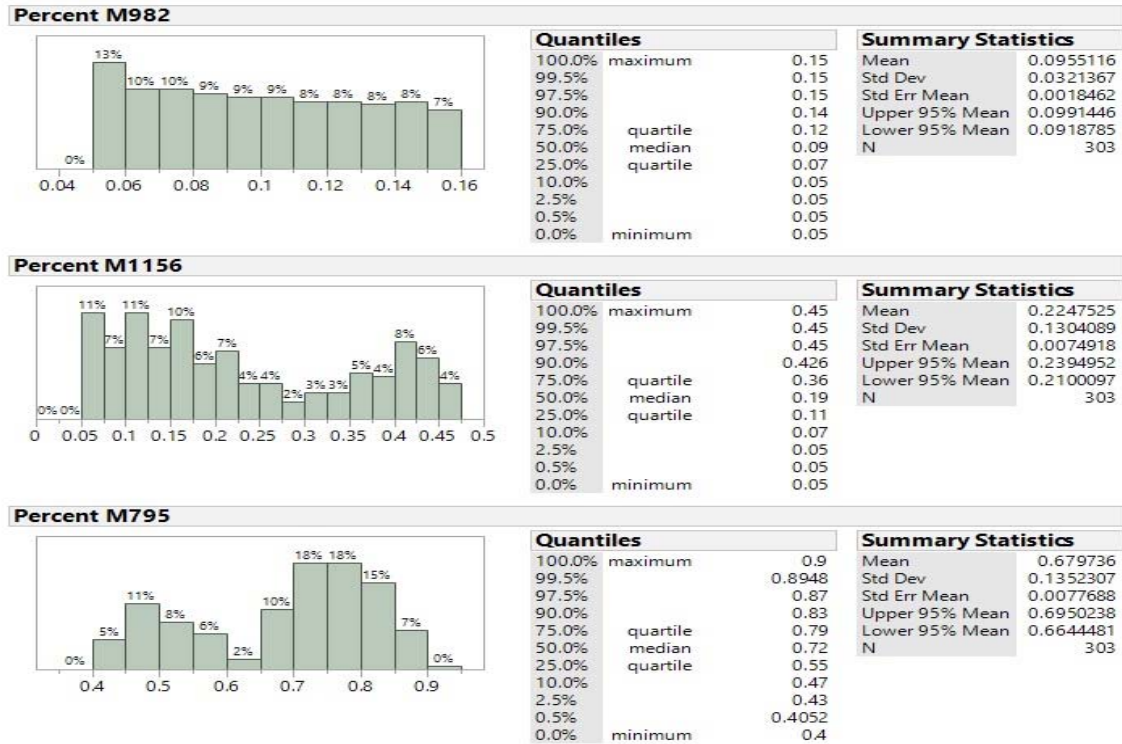 Percent M982
13%
10% 10% 9% 9% 9% 8% 8% 8% 8% 7%
0%
0.04 0.06 0.08 0.1 0.12 0.14 0.16
Quantiles
100.0% maximum 0.15
99.5% 0.15
97.5% 0.15
90.0% 0.14
75.0% quartile 0.12
50.0% median 0.09
25.0% quartile 0.07
10.0% 0.05
2.5% 0.05
0.5% 0.05
0.0% minimum 0.05
Summary Statistics
Mean 0.0955116
Std Dev 0.0321367
Std Err Mean 0.0018462
Upper 95% Mean 0.0991446
Lower 95% Mean 0.0918785
N 303
Percent M1156
0% 0% 11% 7% 11% 7% 10% 6% 7% 4% 4% 2% 3% 3% 5% 4% 8% 6% 4%
0 0.05 0.1 0.15 0.2 0.25 0.3 0.35 0.4 0.45 0.5
Quantiles
100.0% maximum 0.45
99.5% 0.45
97.5% 0.45
90.0% 0.426
75.0% quartile 0.36
50.0% median 0.19
25.0% quartile 0.11
10.0% 0.07
2.5% 0.05
0.5% 0.05
0.0% minimum 0.05
Summary Statistics
Mean 0.2247525
Std Dev 0.1304089
Std Err Mean 0.0074918
Upper 95% Mean 0.2394952
Lower 95% Mean 0.2100097
N 303
Percent M795
0% 5% 11% 8% 6% 2% 10% 18% 18% 15% 7% 0%
0.4 0.5 0.6 0.7 0.8 0.9
Quantiles
100.0% maximum 0.9
99.5% 0.8948
97.5% 0.87
90.0% 0.83
75.0% quartile 0.79
50.0% median 0.72
25.0% quartile 0.55
10.0% 0.47
2.5% 0.43
0.5% 0.4052
0.0% minimum 0.4
Summary Statistics
Mean 0.679736
Std Dev 0.1352307
Std Err Mean 0.0077688
Upper 95% Mean 0.6950238
Lower 95% Mean 0.6644481
N 303